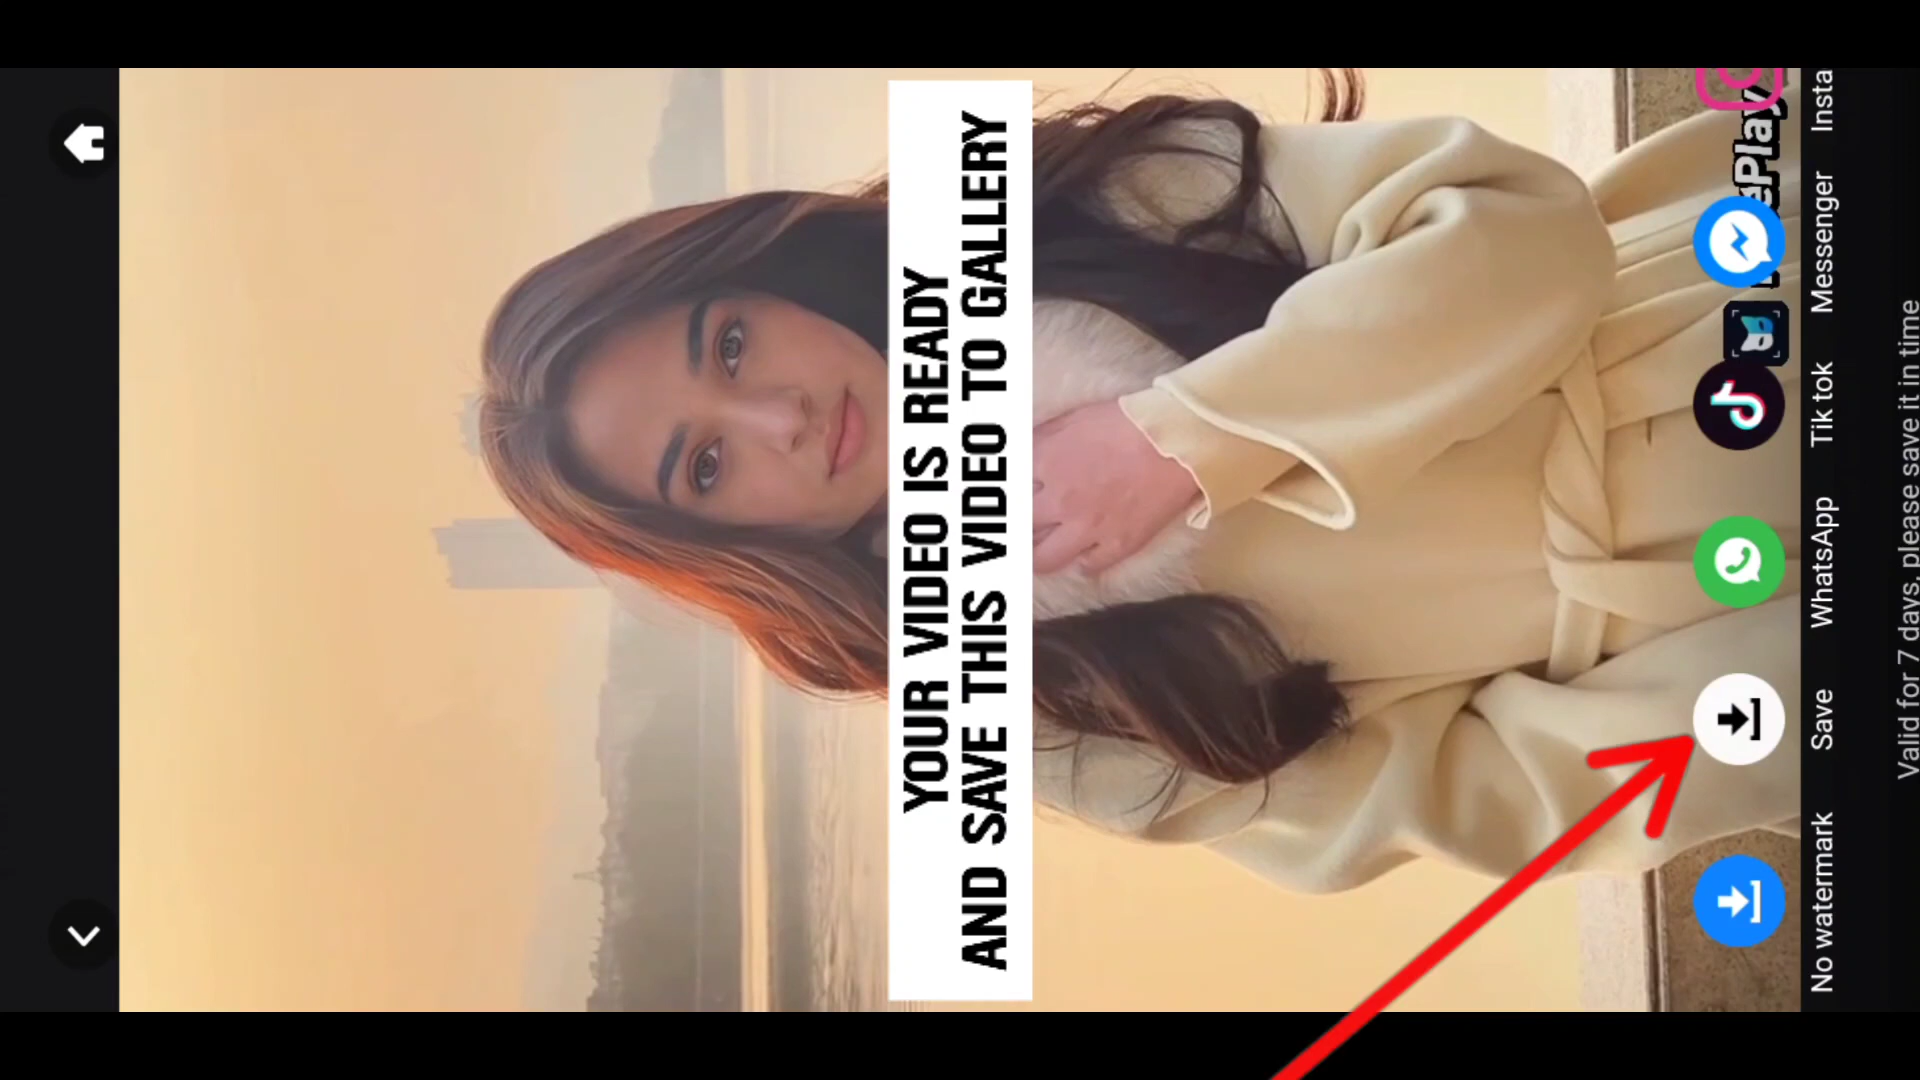 YOUR VIDEO IS READY
AND SAVE THIS VIDEO TO GALLERY
No watermark
Save
WhatsApp
Tik tok
Messenger
Insta
Valid for 7 days, please save it in time